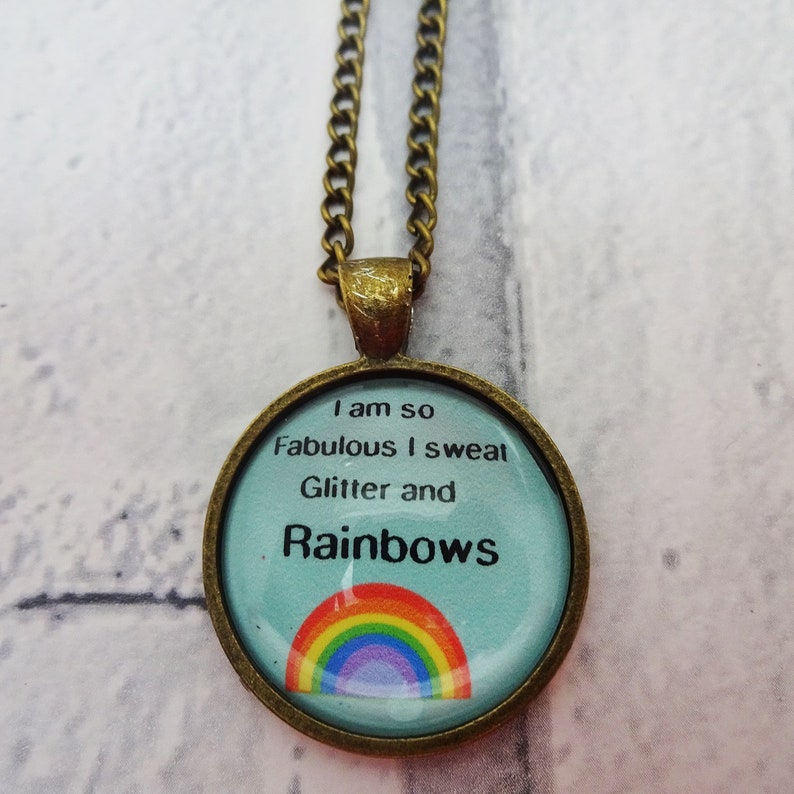 I am so
Fabulous I sweat
Glitter and
Rainbows